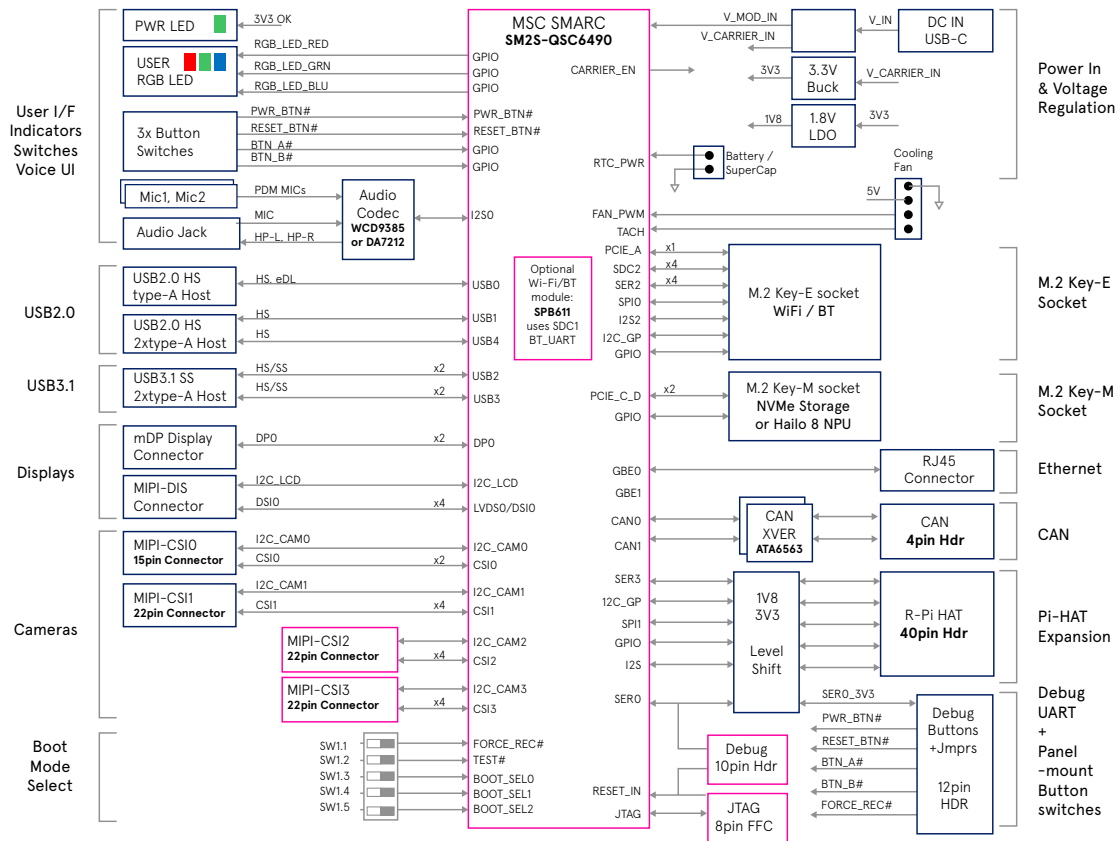 User I/F
Indicators
Switches
Voice UI
PWR LED
3V3 OK
USER
RGB LED
RGB_LED_RED
RGB_LED_GRN
RGB_LED_BLU
GPIO
GPIO
GPIO
3x Button
Switches
PWR_BTN#
RESET_BTN#
BTN_A#
BTN_B#
PWR_BTN#
RESET_BTN#
GPIO
GPIO
Mic1, Mic2
PDM MICs
Audio Jack
MIC
HP-L, HP-R
Audio
Codec
WCD9385
or DA7212
I2S0
USB2.0
USB2.0 HS
type-A Host
HS, eDL
USB0
USB2.0 HS
2xtype-A Host
HS
HS
USB1
USB4
USB3.1
USB3.1 SS
2xtype-A Host
HS/SS
x2
HS/SS
x2
USB2
USB3
Displays
mDP Display
Connector
DP0
x2
DP0
MIPI-DIS
Connector
I2C_LCD
DSI0
x4
I2C_LCD
LVDS0/DSI0
Cameras
MIPI-CSI0
15pin Connector
I2C_CAM0
CSI0
x2
I2C_CAM0
CSI0
MIPI-CSI1
22pin Connector
I2C_CAM1
CSI1
x4
I2C_CAM1
CSI1
MIPI-CSI2
22pin Connector
x4
I2C_CAM2
CSI2
MIPI-CSI3
22pin Connector
x4
I2C_CAM3
CSI3
Boot
Mode
Select
SW1.1
SW1.2
SW1.3
SW1.4
SW1.5
FORCE_REC#
TEST#
BOOT_SEL0
BOOT_SEL1
BOOT_SEL2
MSC SMARC
SM2S-QSC6490
CARRIER_EN
RTC_PWR
FAN_PWM
TACH
Optional
Wi-Fi/BT
module:
SPB611
uses SDC1
BT_UART
V_MOD_IN
V_CARRIER_IN
V_IN
DC IN
USB-C
3V3
3.3V
Buck
V_CARRIER_IN
1V8
1.8V
LDO
3V3
Battery /
SuperCap
Cooling
Fan
5V
Power In
& Voltage
Regulation
PCIE_A
SDC2
SER2
SPI0
I2S2
I2C_GP
GPIO
x1
x4
x4
M.2 Key-E socket
WiFi / BT
M.2 Key-E
Socket
PCIE_C_D
GPIO
x2
M.2 Key-M socket
NVMe Storage
or Hailo 8 NPU
M.2 Key-M
Socket
GBE0
GBE1
RJ45
Connector
Ethernet
CAN0
CAN1
CAN
XVER
ATA6563
CAN
4pin Hdr
CAN
SER3
12C_GP
SPI1
GPIO
I2S
SER0
1V8
3V3
Level
Shift
R-Pi HAT
40pin Hdr
Pi-HAT
Expansion
SER0_3V3
PWR_BTN#
RESET_BTN#
BTN_A#
BTN_B#
FORCE_REC#
Debug
Buttons
+Jmprs
12pin
HDR
Debug
UART
+
Panel
-mount
Button
switches
RESET_IN
JTAG
Debug
10pin Hdr
JTAG
8pin FFC